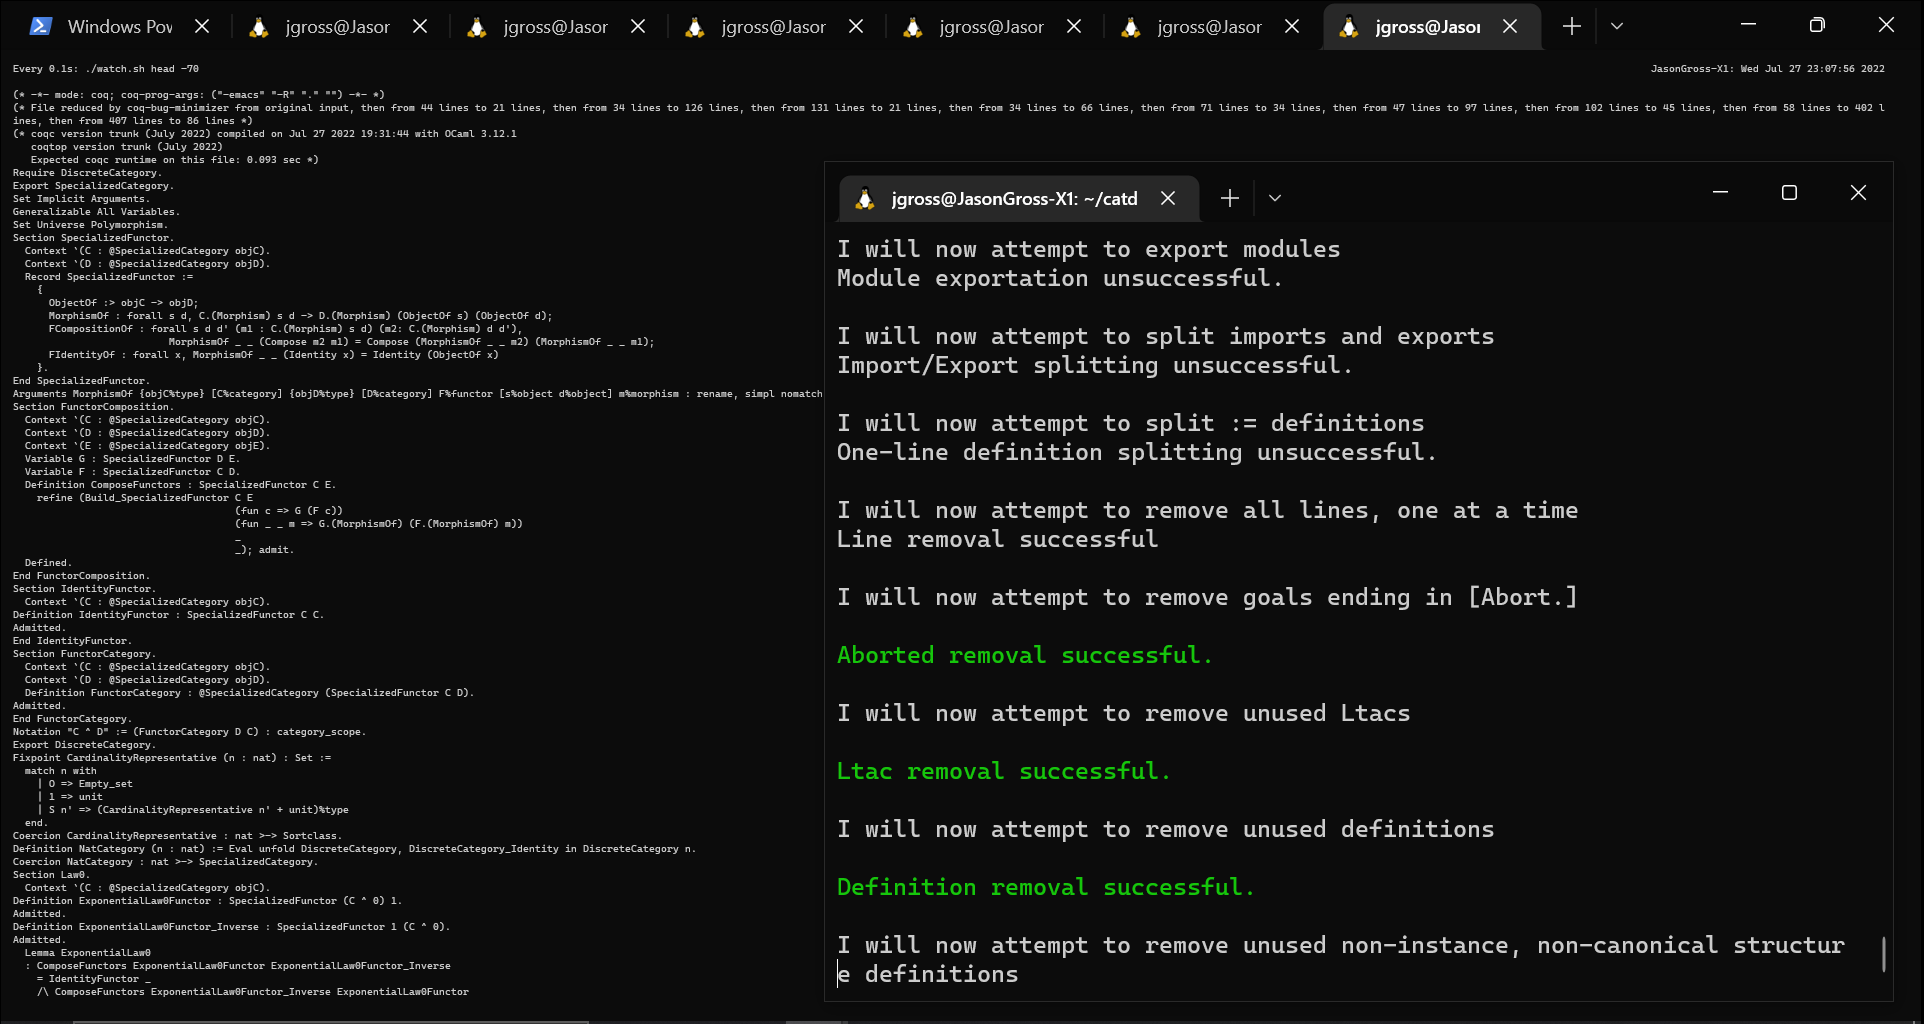 Windows Pow
jgross@Jasor
jgross@Jasor
jgross@Jasor
jgross@Jasor
jgross@Jasor
jgross@Jasor
Every 0.1s: ./watch.sh head -70
JasonGross-X1: Wed Jul 27 23:07:56 2022
(* -*- mode: coq; coq-prog-args: ("-emacs" "-R" "." "") -*- *)
(* File reduced by coq-bug-minimizer from original input, then from 44 lines to 21 lines, then from 34 lines to 126 lines, then from 131 lines to 21 lines, then from 34 lines to 66 lines, then from 71 lines to 34 lines, then from 47 lines to 97 lines, then from 102 lines to 45 lines, then from 58 lines to 402 l
ines, then from 407 lines to 86 lines *)
(* coqc version trunk (July 2022) compiled on Jul 27 2022 19:31:44 with OCaml 3.12.1
   coqtop version trunk (July 2022)
   Expected coqc runtime on this file: 0.093 sec *)
Require DiscreteCategory.
Export SpecializedCategory.
Set Implicit Arguments.
Generalizable All Variables.
Set Universe Polymorphism.
Section SpecializedFunctor.
  Context `(C : @SpecializedCategory objC).
  Context `(D : @SpecializedCategory objD).
  Record SpecializedFunctor :=
    {
      ObjectOf :> objC -> objD;
      MorphismOf : forall s d, C.(Morphism) s d -> D.(Morphism) (ObjectOf s) (ObjectOf d);
      FCompositionOf : forall s d d' (m1 : C.(Morphism) s d) (m2: C.(Morphism) d d'),
                          MorphismOf _ _ (Compose m2 m1) = Compose (MorphismOf _ _ m2) (MorphismOf _ _ m1);
      FIdentityOf : forall x, MorphismOf _ _ (Identity x) = Identity (ObjectOf x)
    }.
End SpecializedFunctor.
Arguments MorphismOf {objC%type} [C%category] {objD%type} [D%category] F%functor [s%object d%object] m%morphism : rename, simpl nomatch
Section FunctorComposition.
  Context `(C : @SpecializedCategory objC).
  Context `(D : @SpecializedCategory objD).
  Context `(E : @SpecializedCategory objE).
  Variable G : SpecializedFunctor D E.
  Variable F : SpecializedFunctor C D.
  Definition ComposeFunctors : SpecializedFunctor C E.
    refine (Build_SpecializedFunctor C E
                                     (fun c => G (F c))
                                     (fun _ _ m => G.(MorphismOf) (F.(MorphismOf) m))
                                     _
                                     _); admit.
  Defined.
End FunctorComposition.
Section IdentityFunctor.
  Context `(C : @SpecializedCategory objC).
Definition IdentityFunctor : SpecializedFunctor C C.
Admitted.
End IdentityFunctor.
Section FunctorCategory.
  Context `(C : @SpecializedCategory objC).
  Context `(D : @SpecializedCategory objD).
  Definition FunctorCategory : @SpecializedCategory (SpecializedFunctor C D).
Admitted.
End FunctorCategory.
Notation "C ^ D" := (FunctorCategory D C) : category_scope.
Export DiscreteCategory.
Fixpoint CardinalityRepresentative (n : nat) : Set :=
  match n with
    | O => Empty_set
    | 1 => unit
    | S n' => (CardinalityRepresentative n' + unit)%type
  end.
Coercion CardinalityRepresentative : nat >-> Sortclass.
Definition NatCategory (n : nat) := Eval unfold DiscreteCategory, DiscreteCategory_Identity in DiscreteCategory n.
Coercion NatCategory : nat >-> SpecializedCategory.
Section Law0.
  Context `(C : @SpecializedCategory objC).
Definition ExponentialLaw0Functor : SpecializedFunctor (C ^ 0) 1.
Admitted.
Definition ExponentialLaw0Functor_Inverse : SpecializedFunctor 1 (C ^ 0).
Admitted.
  Lemma ExponentialLaw0
  : ComposeFunctors ExponentialLaw0Functor ExponentialLaw0Functor_Inverse
    = IdentityFunctor _
    /\ ComposeFunctors ExponentialLaw0Functor_Inverse ExponentialLaw0Functor
jgross@JasonGross-X1: ~/catd
I will now attempt to export modules
Module exportation unsuccessful.
I will now attempt to split imports and exports
Import/Export splitting unsuccessful.
I will now attempt to split := definitions
One-line definition splitting unsuccessful.
I will now attempt to remove all lines, one at a time
Line removal successful
I will now attempt to remove goals ending in [Abort.]
Aborted removal successful.
I will now attempt to remove unused Ltacs
Ltac removal successful.
I will now attempt to remove unused definitions
Definition removal successful.
I will now attempt to remove unused non-instance, non-canonical structur
e definitions